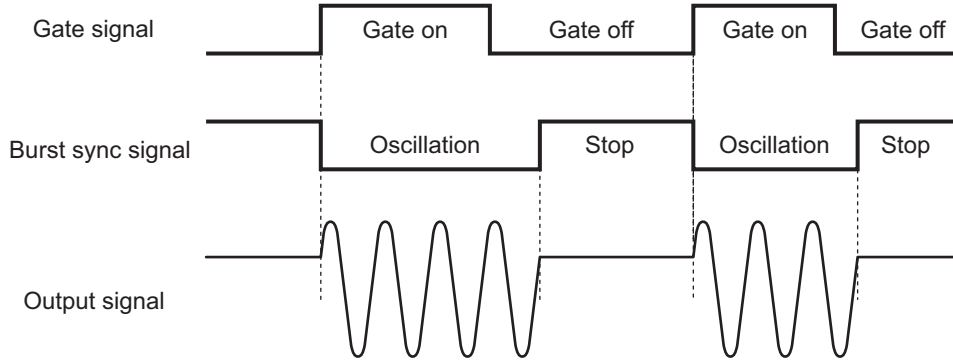 Gate signal
Gate on
Gate off
Gate on
Gate off
Burst sync signal
Oscillation
Stop
Oscillation
Stop
Output signal